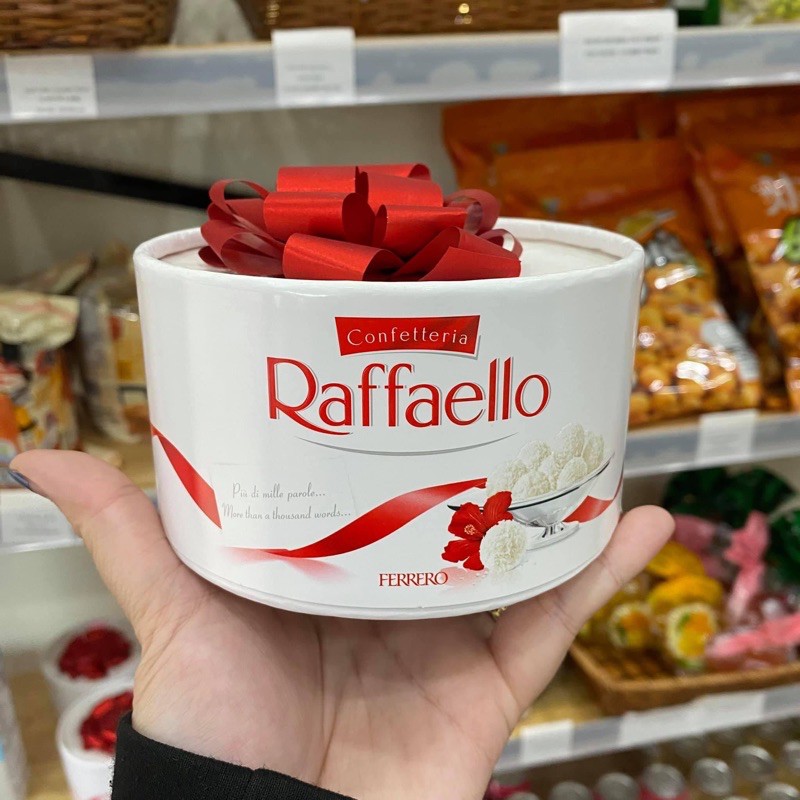 Confetteria
Raffaello
Più di mille parole...
More than a thousand words...
FERRERO